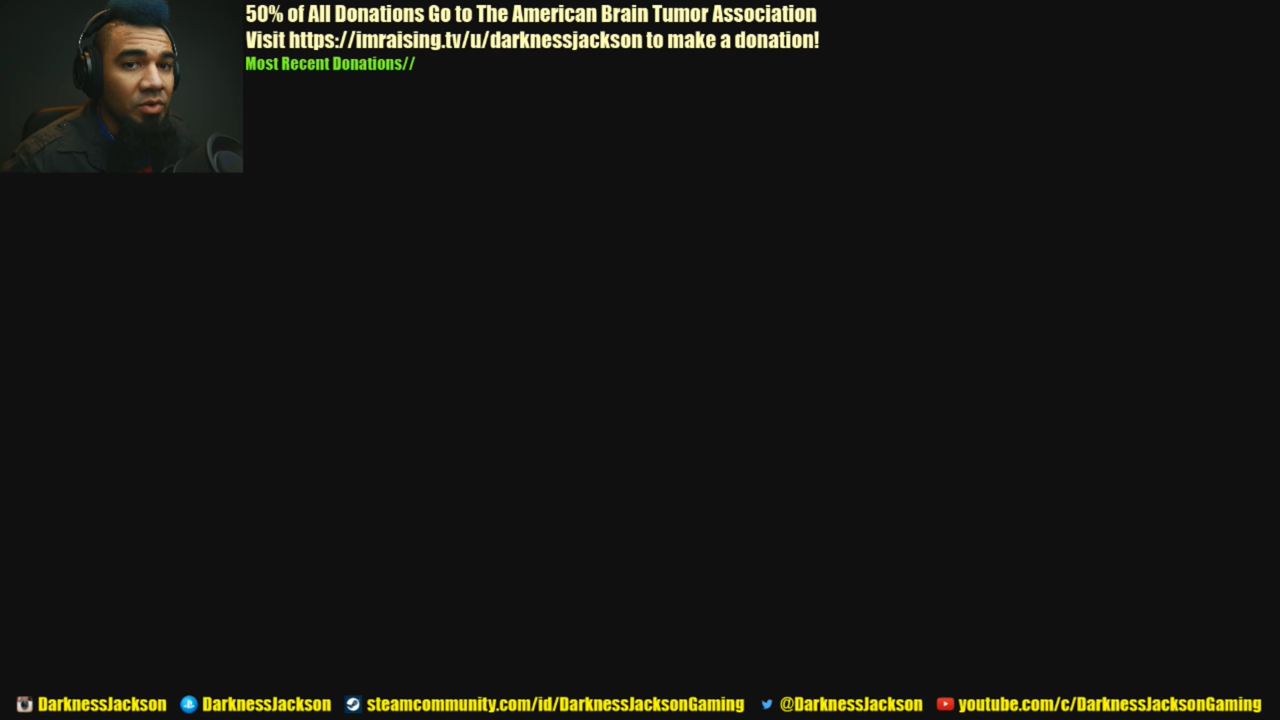 50% of All Donations Go to The American Brain Tumor Association
Visit https://imraising.tv/u/darknessjackson to make a donation!
Most Recent Donations//
DarknessJackson DarknessJackson steamcommunity.com/id/DarknessJacksonGaming @DarknessJackson youtube.com/c/DarknessJacksonGaming